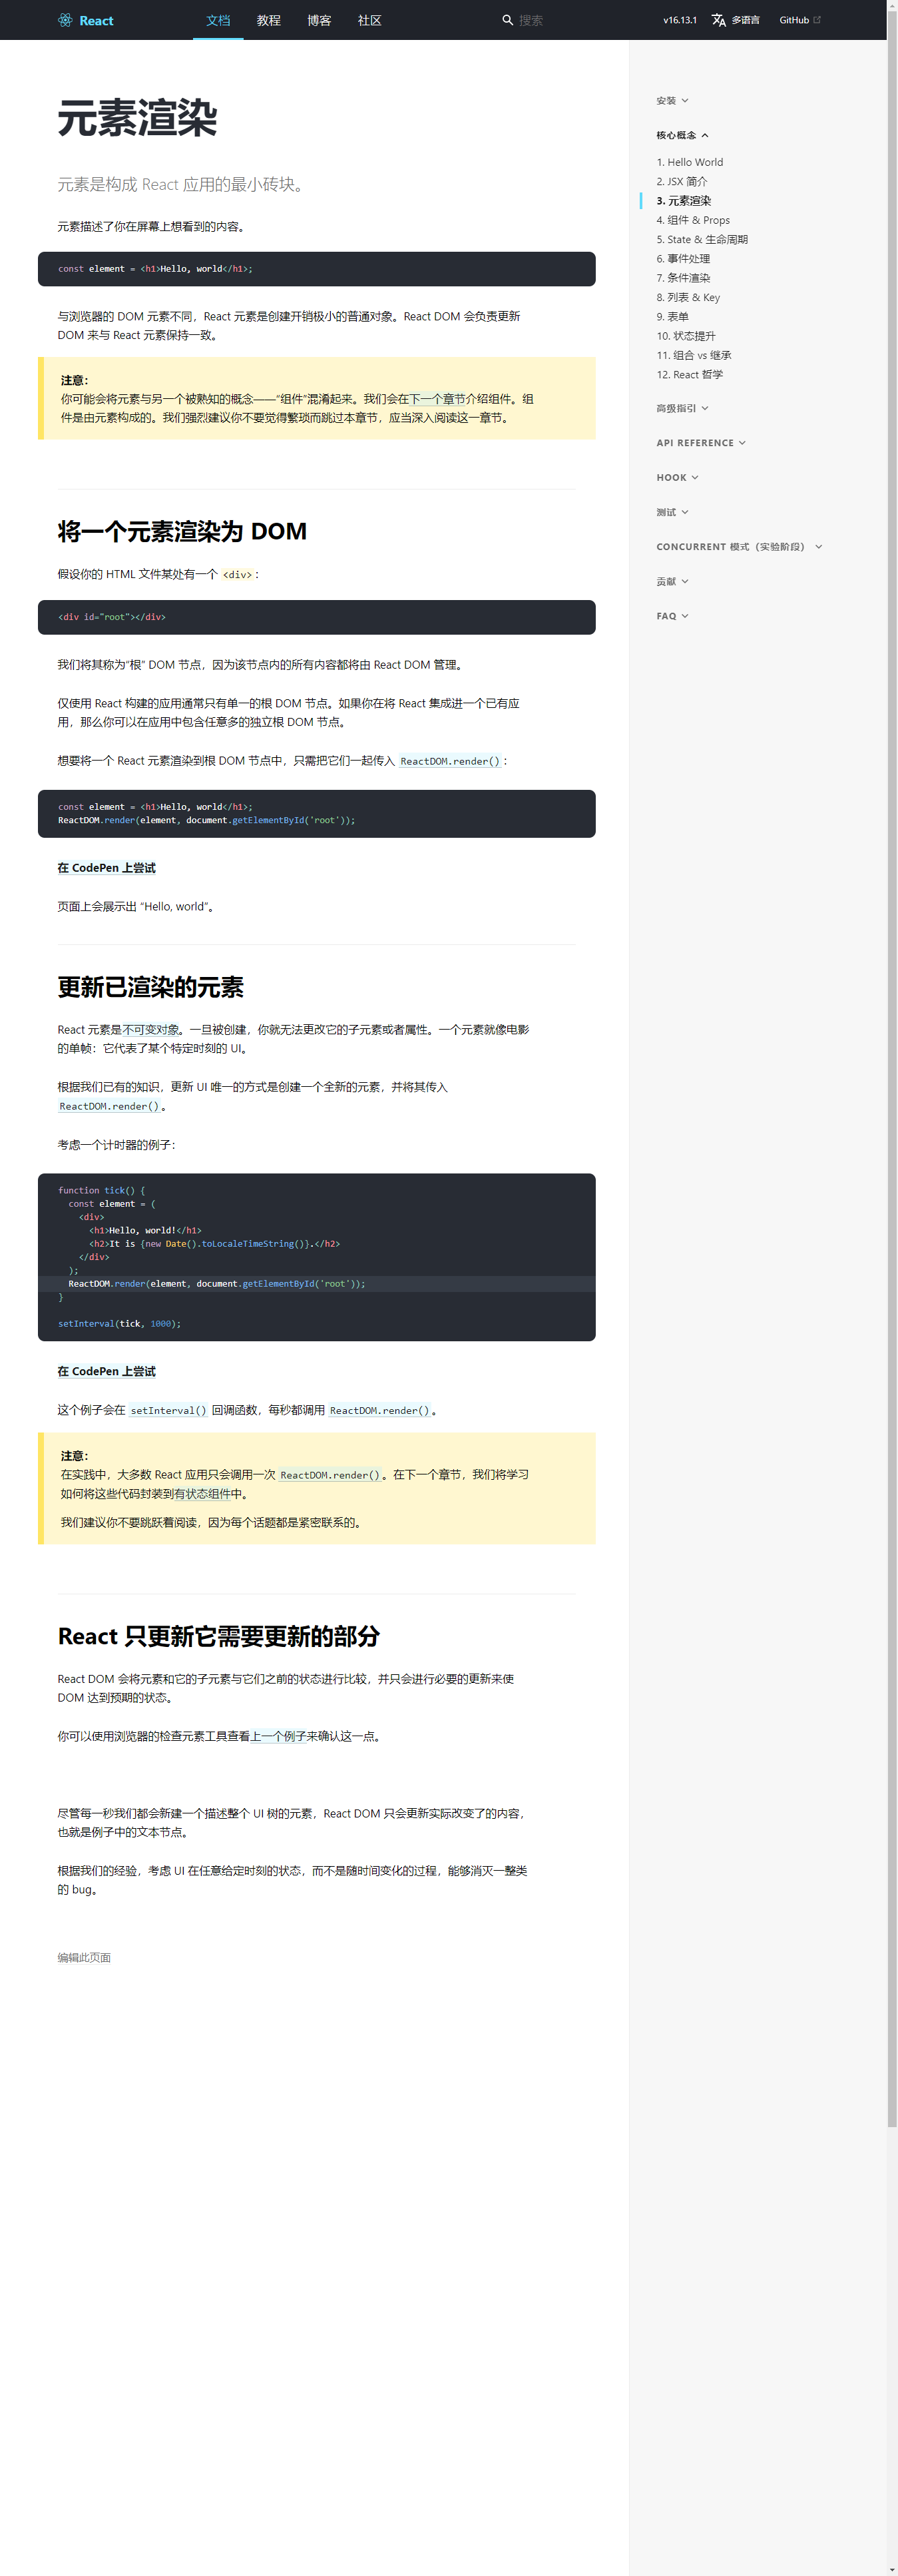 React
文档 教程 博客 社区 搜索 v16.13.1 多语言 GitHub
元素渲染
元素是构成 React 应用的最小砖块。
元素描述了你在屏幕上想看到的内容。
const element = <h1>Hello, world</h1>;
与浏览器的 DOM 元素不同，React 元素是创建开销极小的普通对象。React DOM 会负责更新
DOM 来与 React 元素保持一致。
注意：
你可能会将元素与另一个被熟知的概念——“组件”混淆起来。我们会在下一个章节介绍组件。组
件是由元素构成的。我们强烈建议你不要觉得繁琐而跳过本章节，应当深入阅读这一章节。
将一个元素渲染为 DOM
假设你的 HTML 文件某处有一个 <div>：
<div id="root"></div>
我们将其称为“根” DOM 节点，因为该节点内的所有内容都将由 React DOM 管理。
仅使用 React 构建的应用通常只有单一的根 DOM 节点。如果你在将 React 集成进一个已有应
用，那么你可以在应用中包含任意多的独立根 DOM 节点。
想要将一个 React 元素渲染到根 DOM 节点中，只需把它们一起传入 ReactDOM.render()：
const element = <h1>Hello, world</h1>;
ReactDOM.render(element, document.getElementById('root'));
在 CodePen 上尝试
页面上会展示出 “Hello, world”。
更新已渲染的元素
React 元素是不可变对象。一旦被创建，你就无法更改它的子元素或者属性。一个元素就像电影
的单帧：它代表了某个特定时刻的 UI。
根据我们已有的知识，更新 UI 唯一的方式是创建一个全新的元素，并将其传入
ReactDOM.render()。
考虑一个计时器的例子：
function tick() {
  const element = (
    <div>
      <h1>Hello, world!</h1>
      <h2>It is {new Date().toLocaleTimeString()}.</h2>
    </div>
  );
  ReactDOM.render(element, document.getElementById('root'));
}
setInterval(tick, 1000);
在 CodePen 上尝试
这个例子会在 setInterval() 回调函数，每秒都调用 ReactDOM.render()。
注意：
在实践中，大多数 React 应用只会调用一次 ReactDOM.render()。在下一个章节，我们将学习
如何将这些代码封装到有状态组件中。
我们建议你不要跳跃着阅读，因为每个话题都是紧密联系的。
React 只更新它需要更新的部分
React DOM 会将元素和它的子元素与它们之前的状态进行比较，并只会进行必要的更新来使
DOM 达到预期的状态。
你可以使用浏览器的检查元素工具查看上一个例子来确认这一点。
尽管每一秒我们都会新建一个描述整个 UI 树的元素，React DOM 只会更新实际改变了的内容，
也就是例子中的文本节点。
根据我们的经验，考虑 UI 在任意给定时刻的状态，而不是随时间变化的过程，能够消灭一整类
的 bug。
编辑此页面
安装
核心概念
1. Hello World
2. JSX 简介
3. 元素渲染
4. 组件 & Props
5. State & 生命周期
6. 事件处理
7. 条件渲染
8. 列表 & Key
9. 表单
10. 状态提升
11. 组合 vs 继承
12. React 哲学
高级指引
API REFERENCE
HOOK
测试
CONCURRENT 模式（实验阶段）
贡献
FAQ